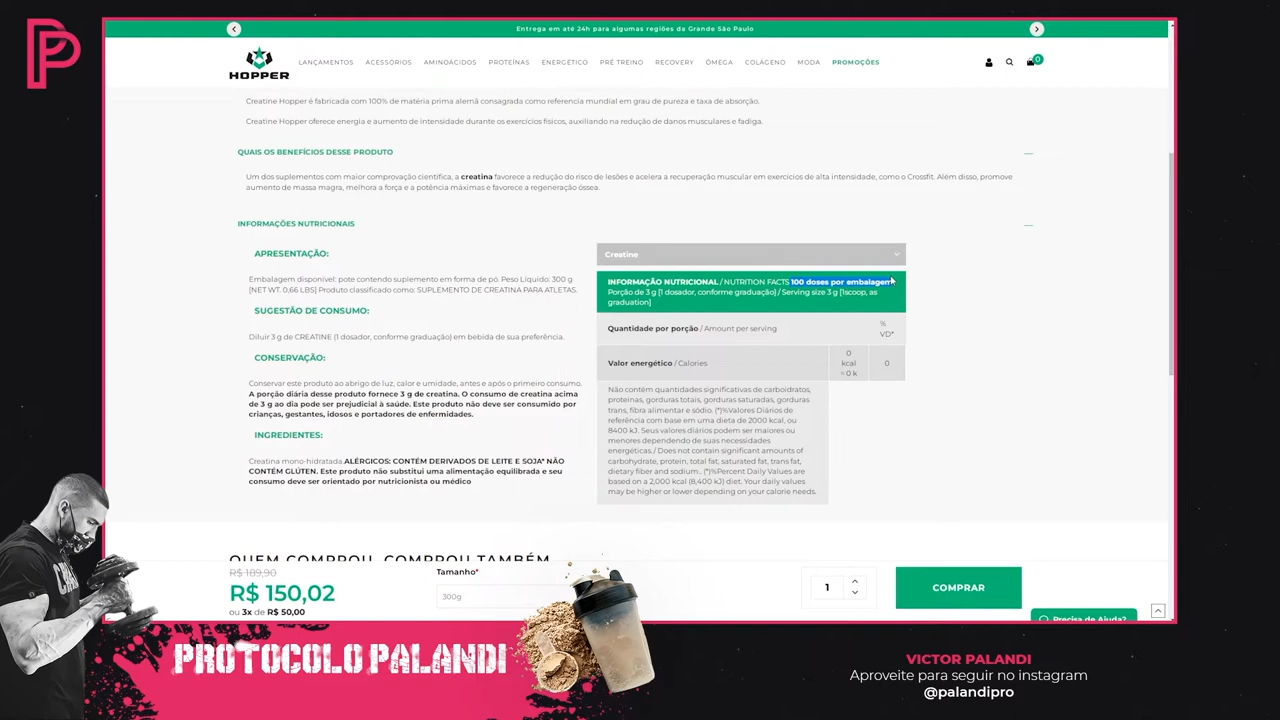 Entrega em até 24h para algumas regiões da Grande São Paulo
HOPPER
LANÇAMENTOS ACESSÓRIOS AMINOÁCIDOS PROTEÍNAS ENERGÉTICO PRÉ TREINO RECOVERY ÔMEGA COLÁGENO MODA PROMOÇÕES
0
Creatine Hopper é fabricada com 100% de matéria prima alemã consagrada como referencia mundial em grau de pureza e taxa de absorção.
Creatine Hopper oferece energia e aumento de intensidade durante os exercícios físicos, auxiliando na redução de danos musculares e fadiga.
QUAIS OS BENEFÍCIOS DESSE PRODUTO
Um dos suplementos com maior comprovação científica, a creatina favorece a redução do risco de lesões e acelera a recuperação muscular em exercícios de alta intensidade, como o Crossfit. Além disso, promove
aumento de massa magra, melhora a força e a potência máximas e favorece a regeneração óssea.
INFORMAÇÕES NUTRICIONAIS
APRESENTAÇÃO:
Embalagem disponível: pote contendo suplemento em forma de pó. Peso Líquido: 300 g
[NET WT. 0.66 LBS] Produto classificado como: SUPLEMENTO DE CREATINA PARA ATLETAS.
SUGESTÃO DE CONSUMO:
Diluir 3 g de CREATINE (1 dosador, conforme graduação) em bebida de sua preferência.
CONSERVAÇÃO:
Conservar este produto ao abrigo de luz, calor e umidade, antes e após o primeiro consumo.
A porção diária desse produto fornece 3 g de creatina. O consumo de creatina acima
de 3 g ao dia pode ser prejudicial à saúde. Este produto não deve ser consumido por
crianças, gestantes, idosos e portadores de enfermidades.
INGREDIENTES:
Creatina mono-hidratada.ALÉRGICOS: CONTÉM DERIVADOS DE LEITE E SOJA* NÃO
CONTÉM GLÚTEN. Este produto não substitui uma alimentação equilibrada e seu
consumo deve ser orientado por nutricionista ou médico
Creatine
INFORMAÇÃO NUTRICIONAL / NUTRITION FACTS 100 doses por embalagem
Porção de 3 g [1 dosador, conforme graduação] / Serving size 3 g [1scoop, as
graduation]
Quantidade por porção / Amount per serving
%
VD*
Valor energético / Calories
0
kcal
= 0 k
0
Não contém quantidades significativas de carboidratos,
proteínas, gorduras totais, gorduras saturadas, gorduras
trans, fibra alimentar e sódio. (*)%Valores Diários de
referência com base em uma dieta de 2000 kcal, ou
8400 kJ. Seus valores diários podem ser maiores ou
menores dependendo de suas necessidades
energéticas./ Does not contain significant amounts of
carbohydrate, protein, total fat, saturated fat, trans fat,
dietary fiber and sodium.. (*)%Percent Daily Values are
based on a 2,000 kcal (8,400 kJ) diet. Your daily values
may be higher or lower depending on your calorie needs.
QUEM COMPROU, COMPROU TAMBÉM
R$ 189,90
R$ 150,02
ou 3x de R$ 50,00
Tamanho*
300g
1
COMPRAR
Precisa de Ajuda?
PROTOCOLO PALANDI
VICTOR PALANDI
Aproveite para seguir no instagram
@palandipro